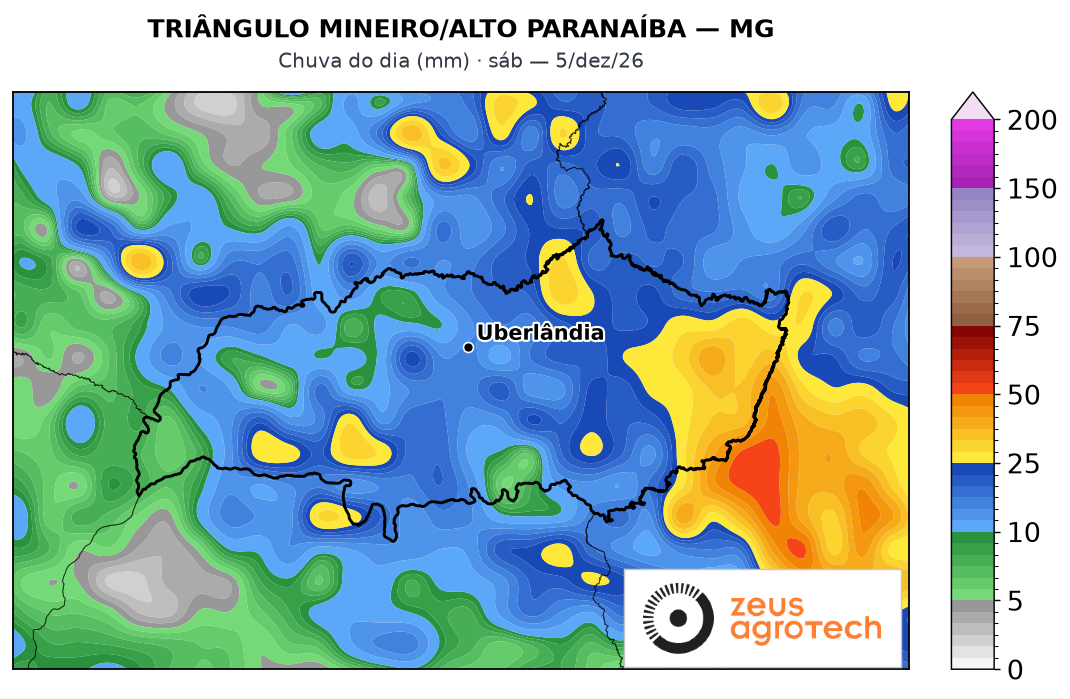 TRIÂNGULO MINEIRO/ALTO PARANAÍBA — MG
Chuva do dia (mm) · sáb — 5/dez/26
200
150
100
75
50
25
10
5
0
Uberlândia
zeus
agrotech